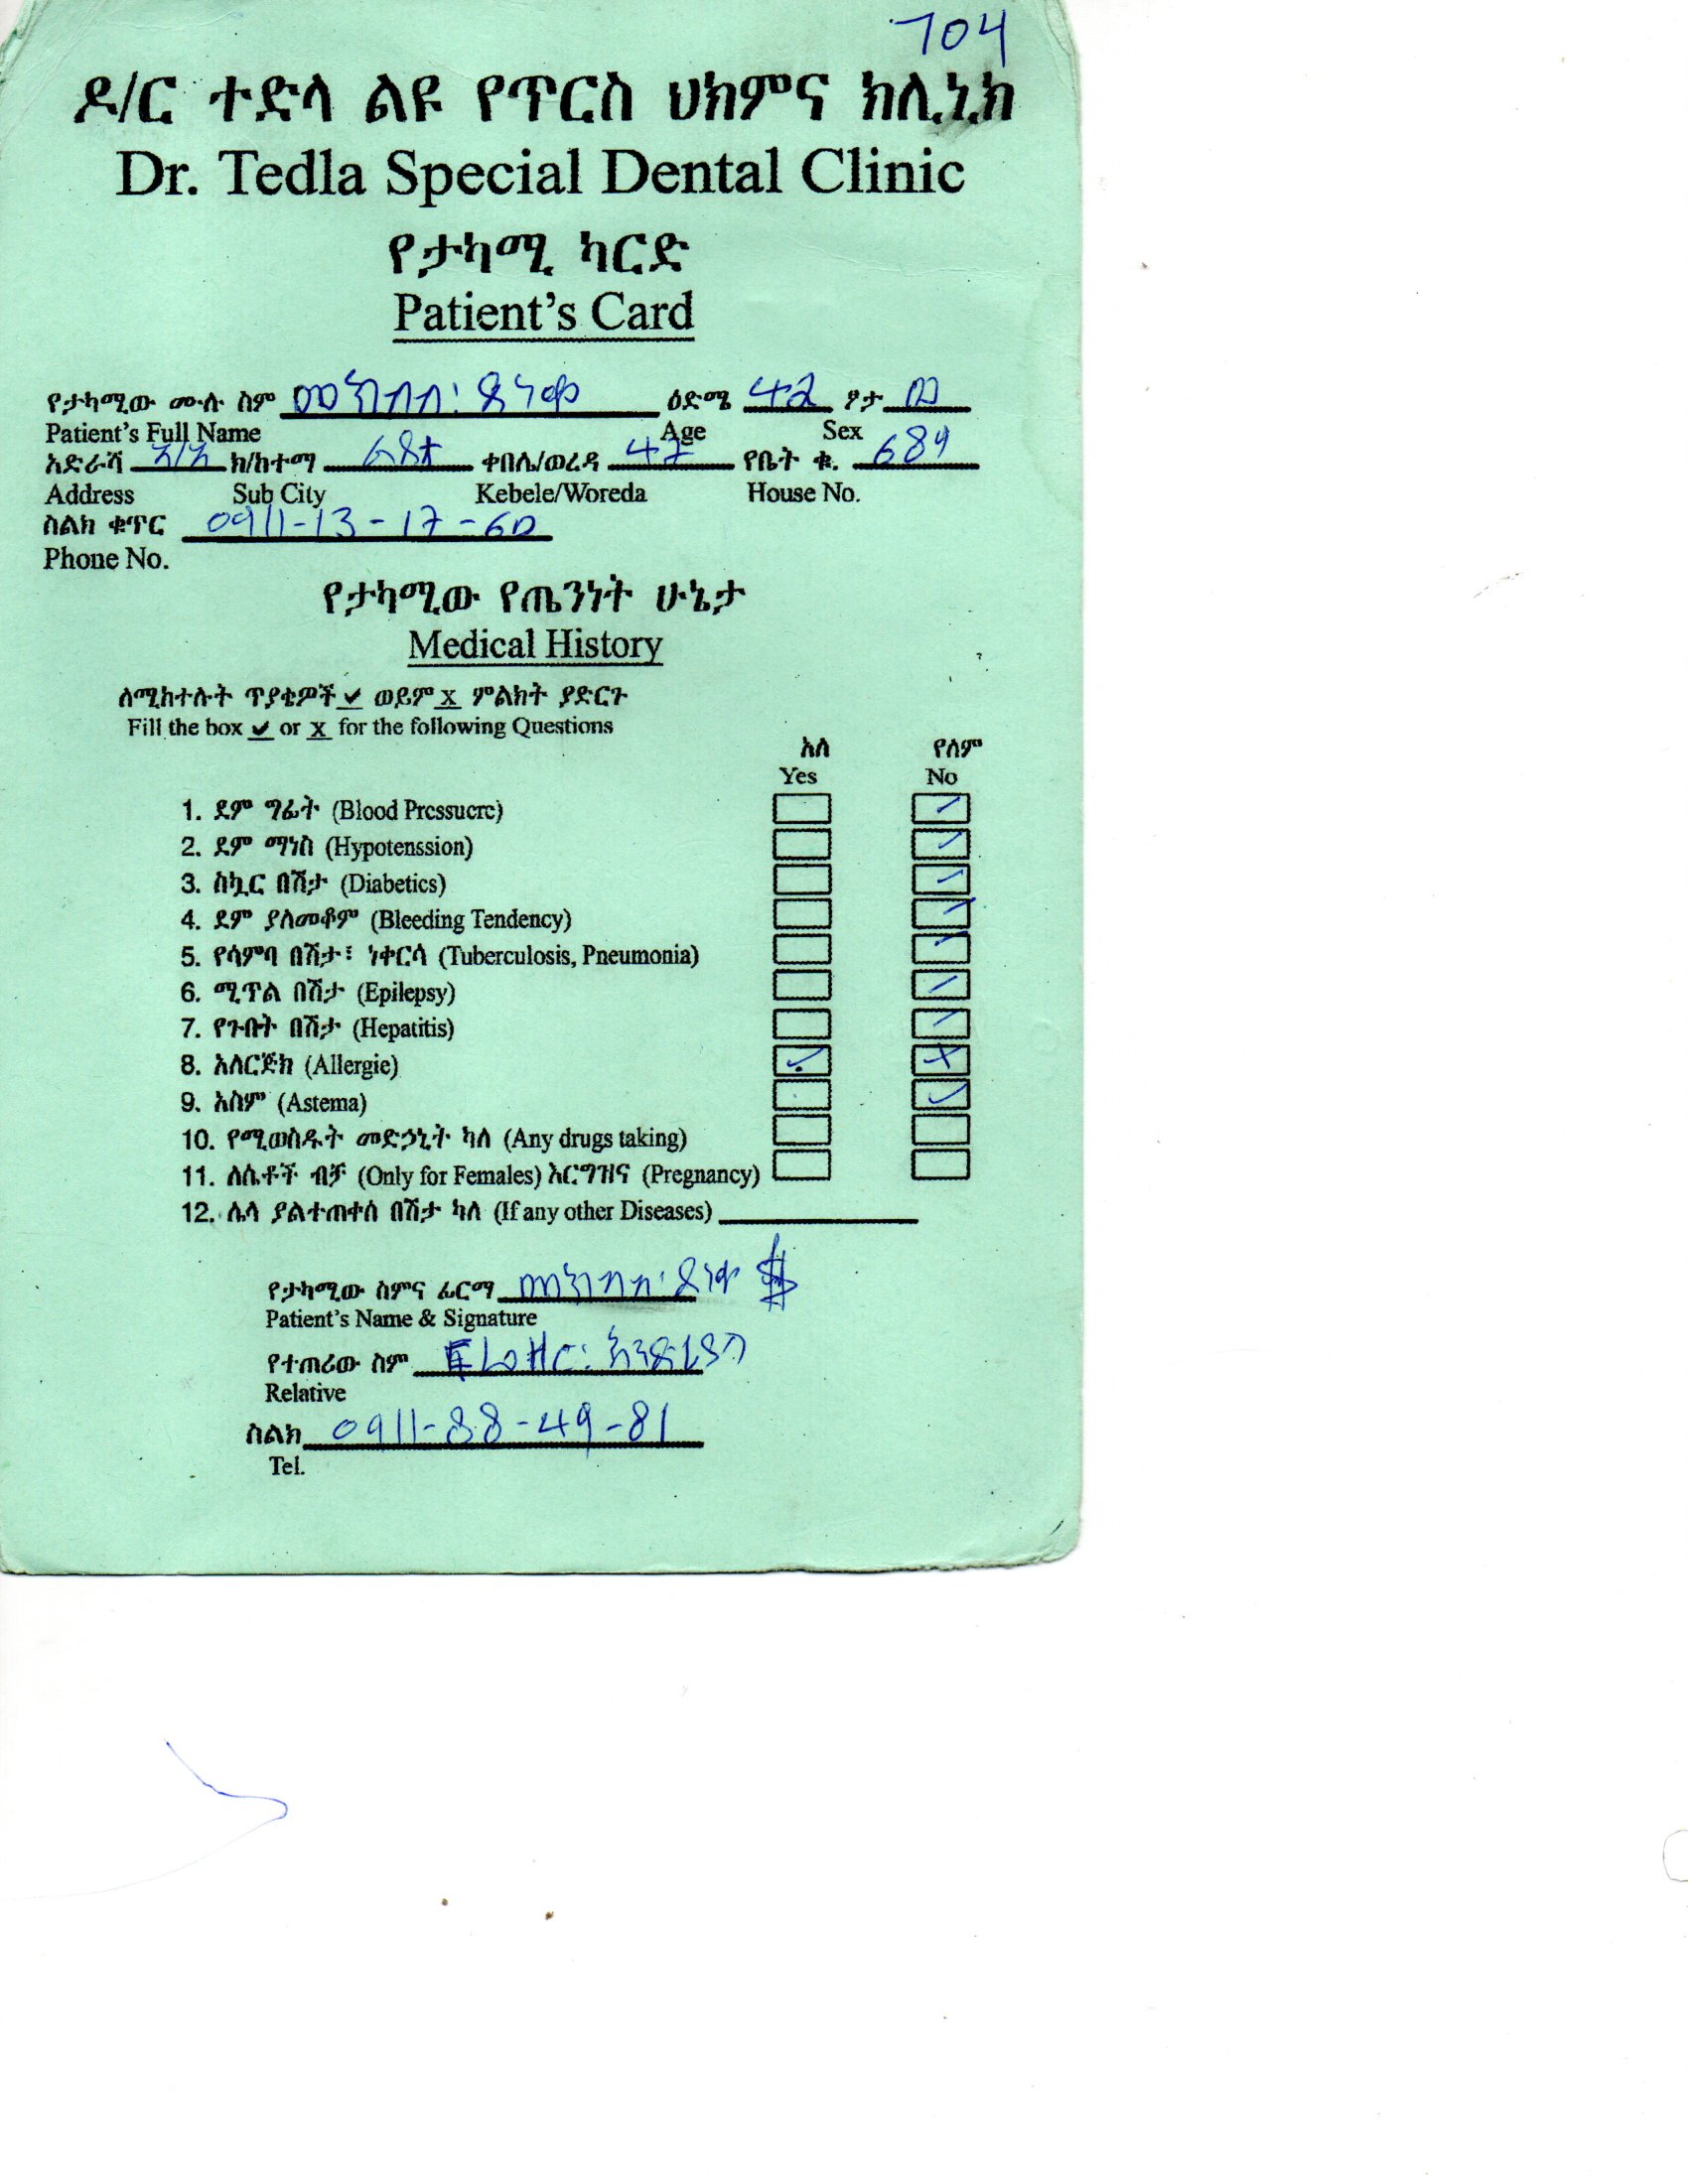 704
ዶ/ር ተድላ ልዩ የጥርስ ህክምና ክሊኒክ
Dr. Tedla Special Dental Clinic
የታካሚ ካርድ
Patient's Card
የታካሚው ሙሉ ስም ዕድሜ 42 ፆታ
Patient's Full Name Age Sex
አድራሻ አ/አ ክ/ከተማ ልደታ ቀበሌ/ወረዳ 47 የቤት ቁ. 689
Address Sub City Kebele/Woreda House No.
ስልክ ቁጥር 0911-13-17-60
Phone No.
የታካሚው የጤንነት ሁኔታ
Medical History
ለሚከተሉት ጥያቄዎች ✔ ወይም x ምልክት ያድርጉ
Fill the box ✔ or x for the following Questions
አለ የለም
Yes No
1. ደም ግፊት (Blood Pressucre) ✓
2. ደም ማነስ (Hypotenssion) ✓
3. ስኳር በሽታ (Diabetics) ✓
4. ደም ያለመቆም (Bleeding Tendency) ✓
5. የሳምባ በሽታ፣ ነቀርሳ (Tuberculosis, Pneumonia) ✓
6. ሚጥል በሽታ (Epilepsy) ✓
7. የጉበት በሽታ (Hepatitis) ✓
8. አለርጅክ (Allergie) ✓ x
9. አስም (Astema) ✓
10. የሚወስዱት መድኃኒት ካለ (Any drugs taking)
11. ለሴቶች ብቻ (Only for Females) እርግዝና (Pregnancy)
12. ሌላ ያልተጠቀሰ በሽታ ካለ (If any other Diseases)
የታካሚው ስምና ፊርማ
Patient's Name & Signature
የተጠሪው ስም
Relative
ስልክ 0911-88-49-81
Tel.